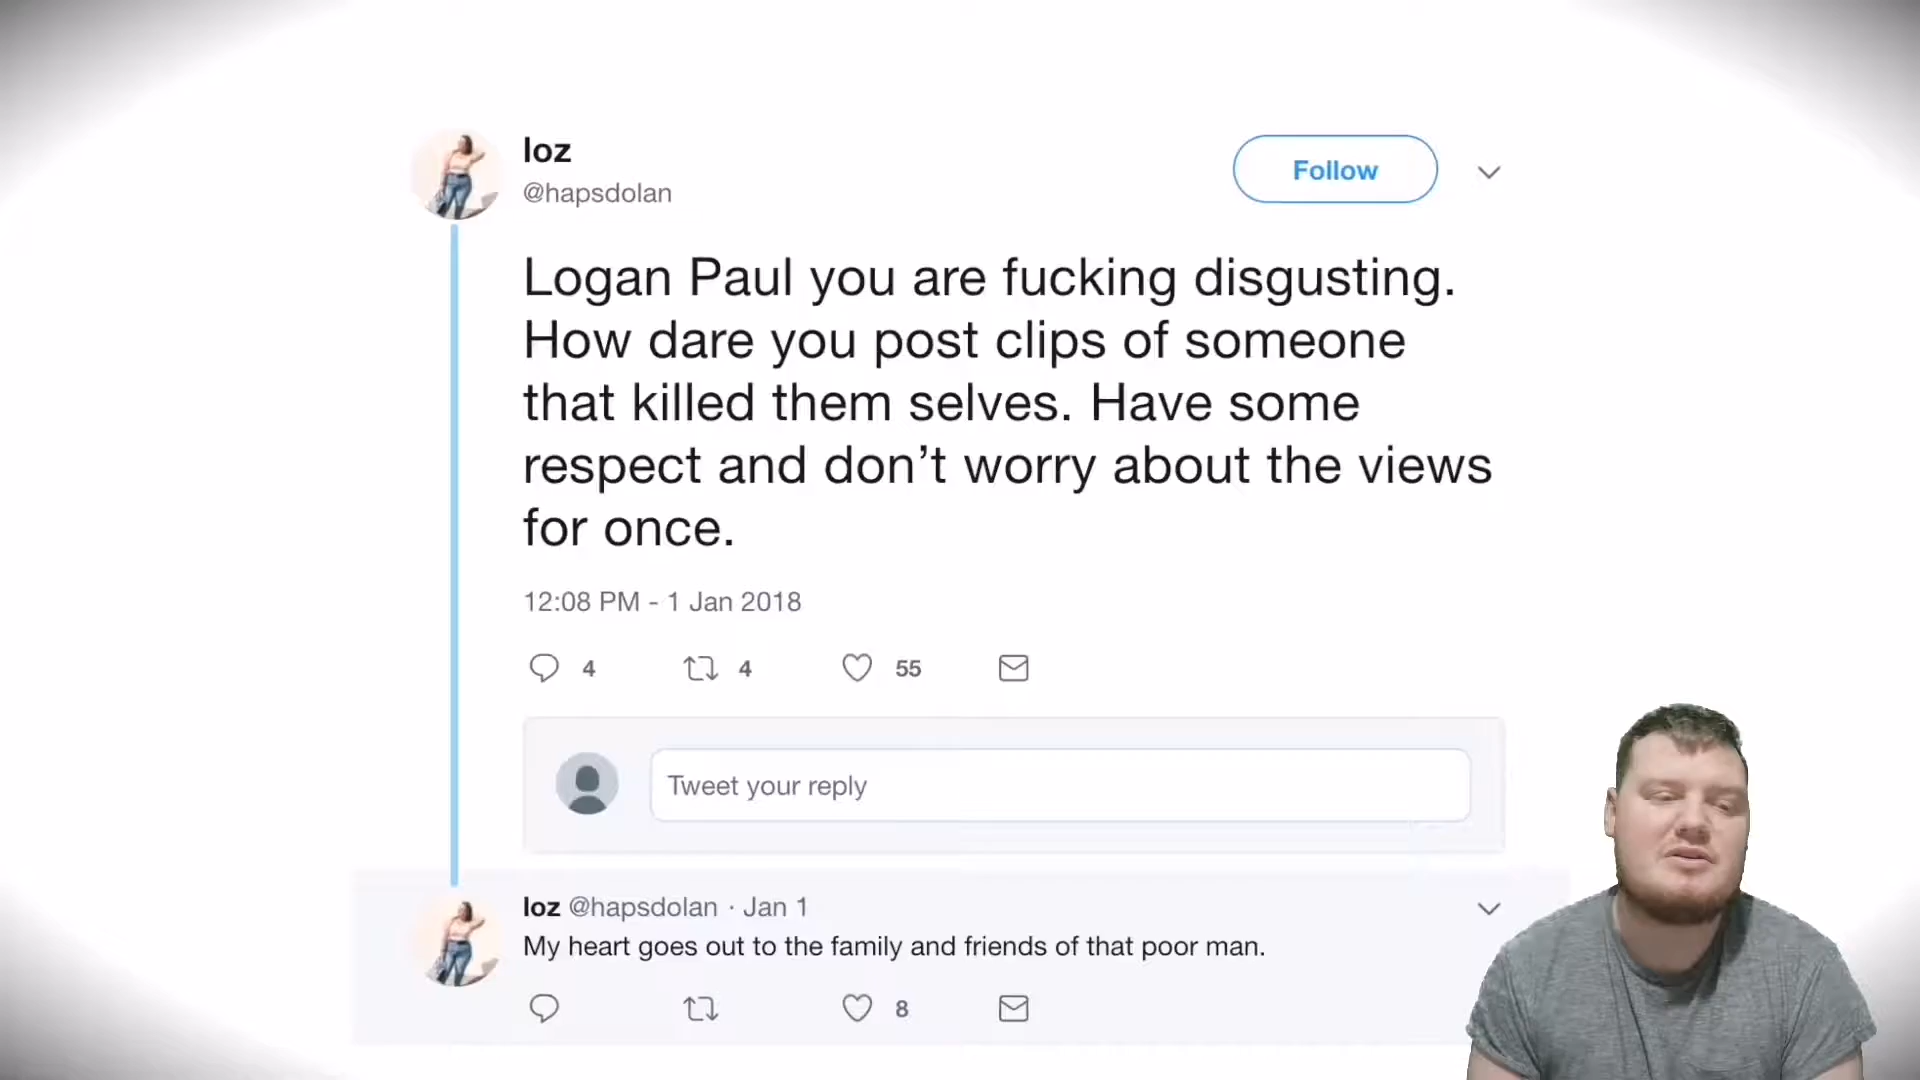 loz
@hapsdolan
Follow
Logan Paul you are fucking disgusting.
How dare you post clips of someone
that killed them selves. Have some
respect and don’t worry about the views
for once.
12:08 PM - 1 Jan 2018
4 4 55
Tweet your reply
loz @hapsdolan · Jan 1
My heart goes out to the family and friends of that poor man.
8